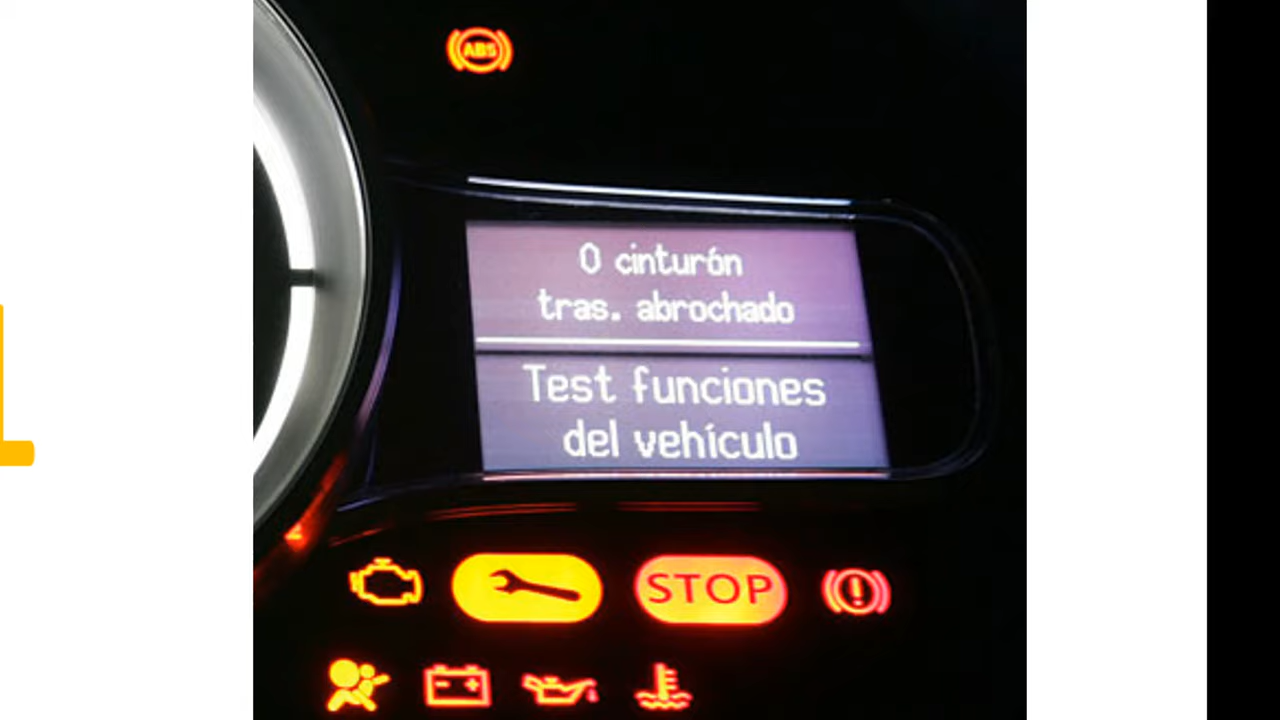 ABS
0 cinturón
tras. abrochado
Test funciones
del vehículo
STOP